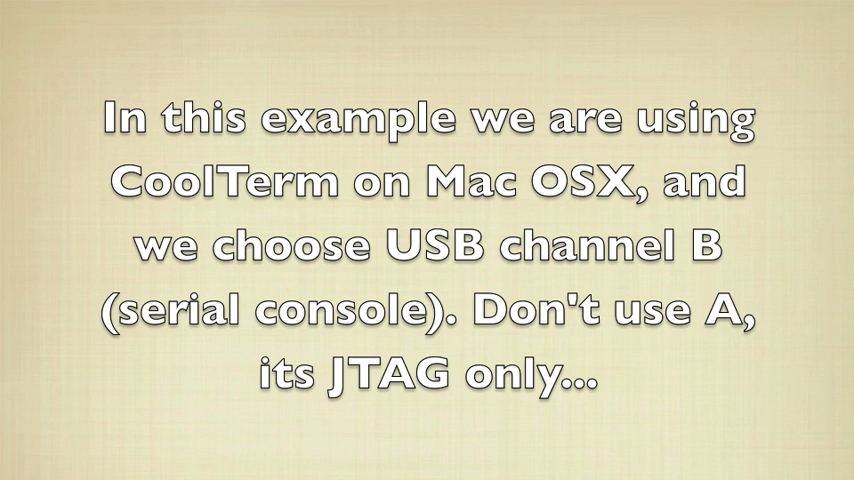 In this example we are using
CoolTerm on Mac OSX, and
we choose USB channel B
(serial console). Don't use A,
its JTAG only...